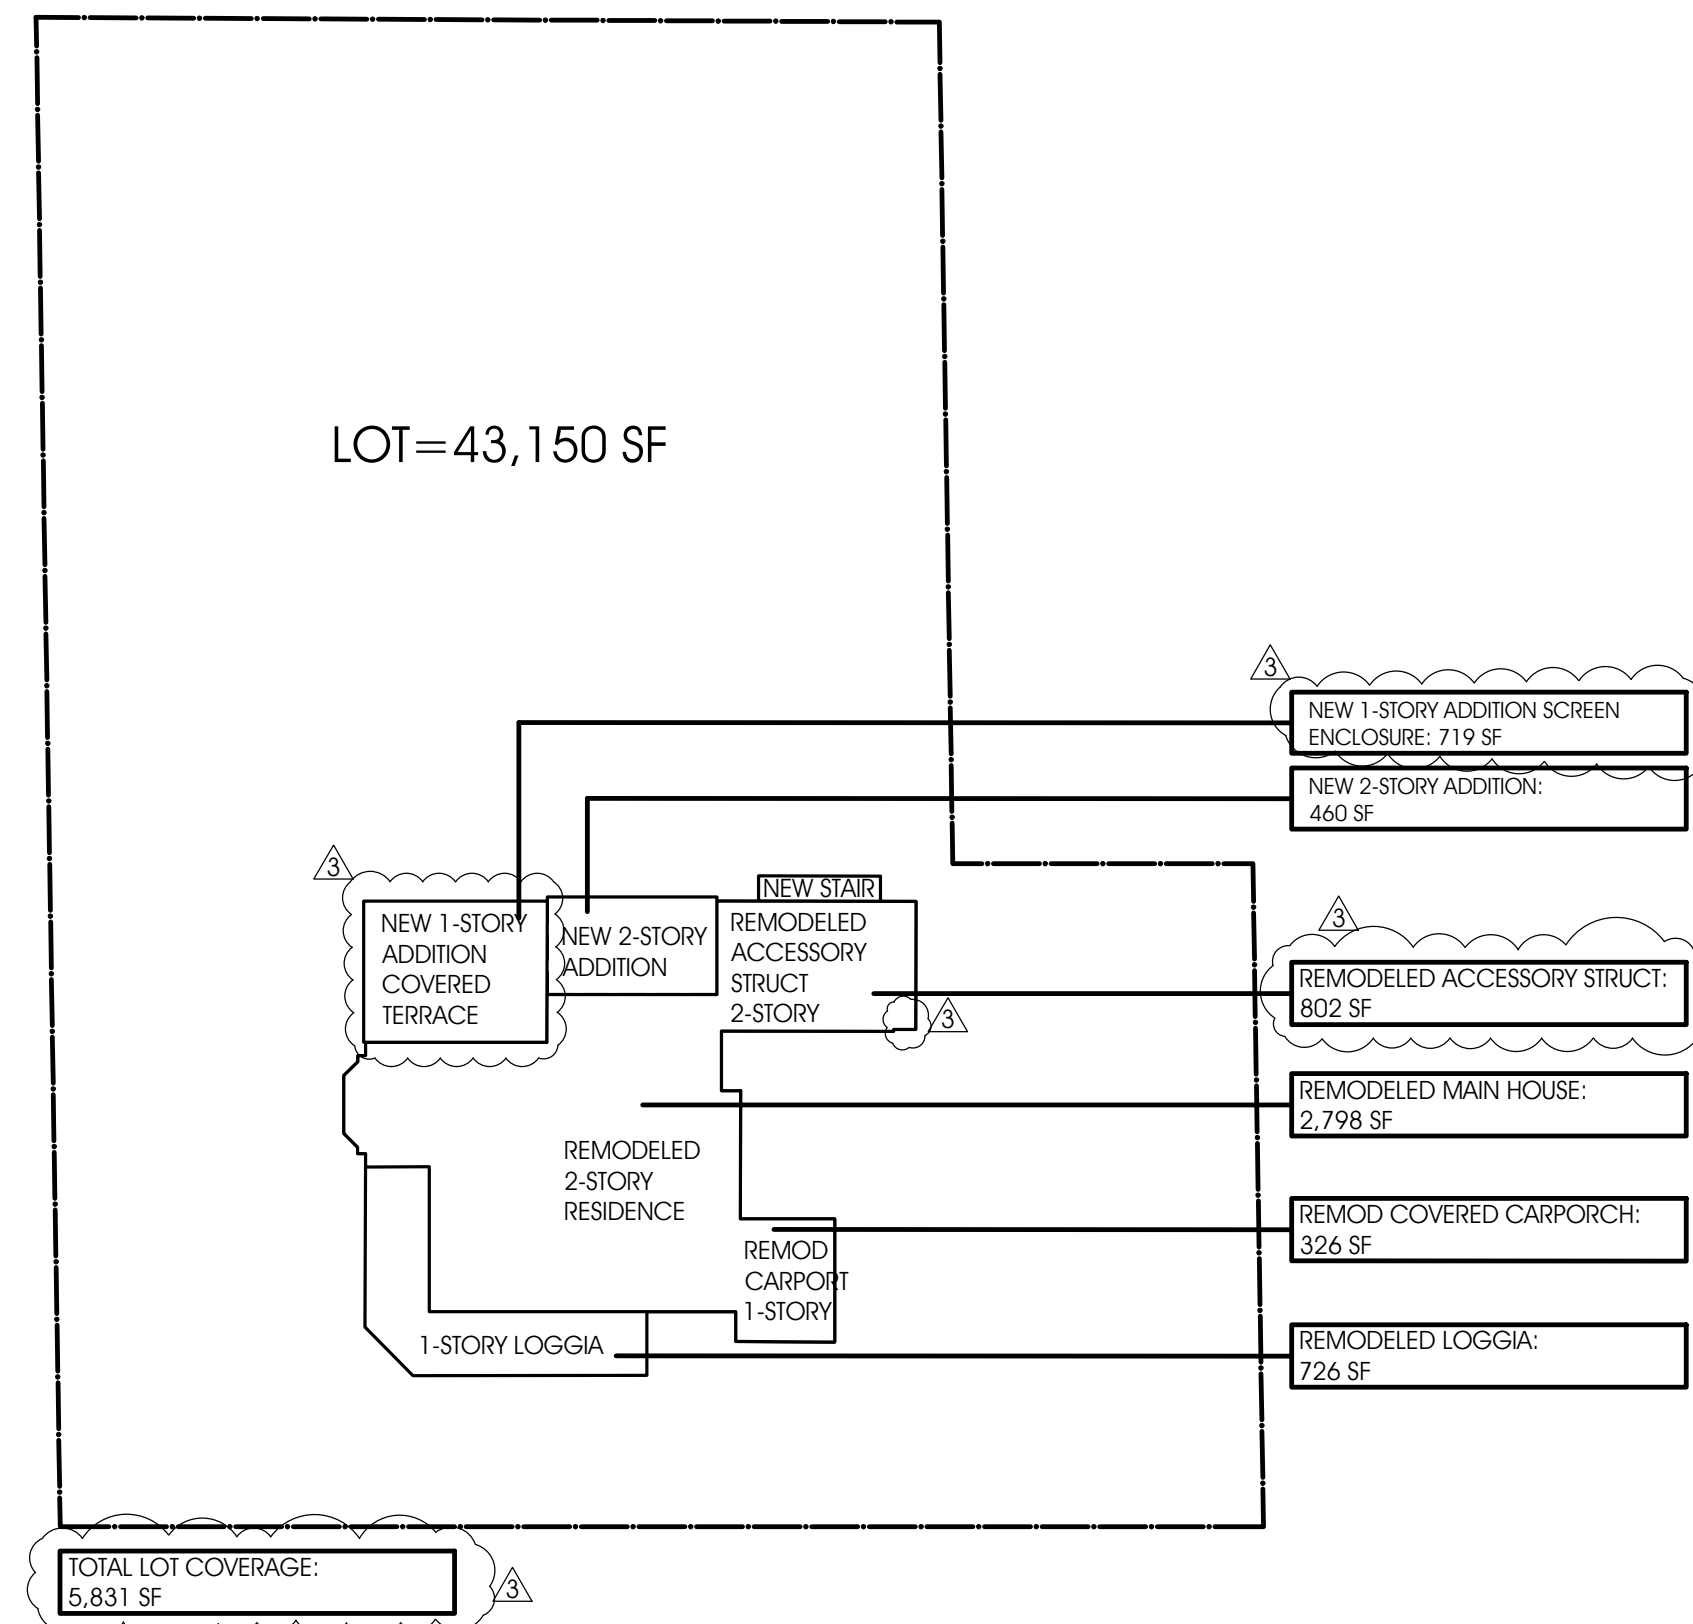 LOT=43,150 SF
3
NEW 1-STORY ADDITION SCREEN
ENCLOSURE: 719 SF
NEW 2-STORY ADDITION:
460 SF
3
NEW 1-STORY
ADDITION
COVERED
TERRACE
NEW 2-STORY
ADDITION
NEW STAIR
REMODELED
ACCESSORY
STRUCT
2-STORY
3
3
REMODELED ACCESSORY STRUCT:
802 SF
REMODELED MAIN HOUSE:
2,798 SF
REMODELED
2-STORY
RESIDENCE
REMOD COVERED CARPORCH:
326 SF
REMOD
CARPORT
1-STORY
1-STORY LOGGIA
REMODELED LOGGIA:
726 SF
TOTAL LOT COVERAGE:
5,831 SF
3